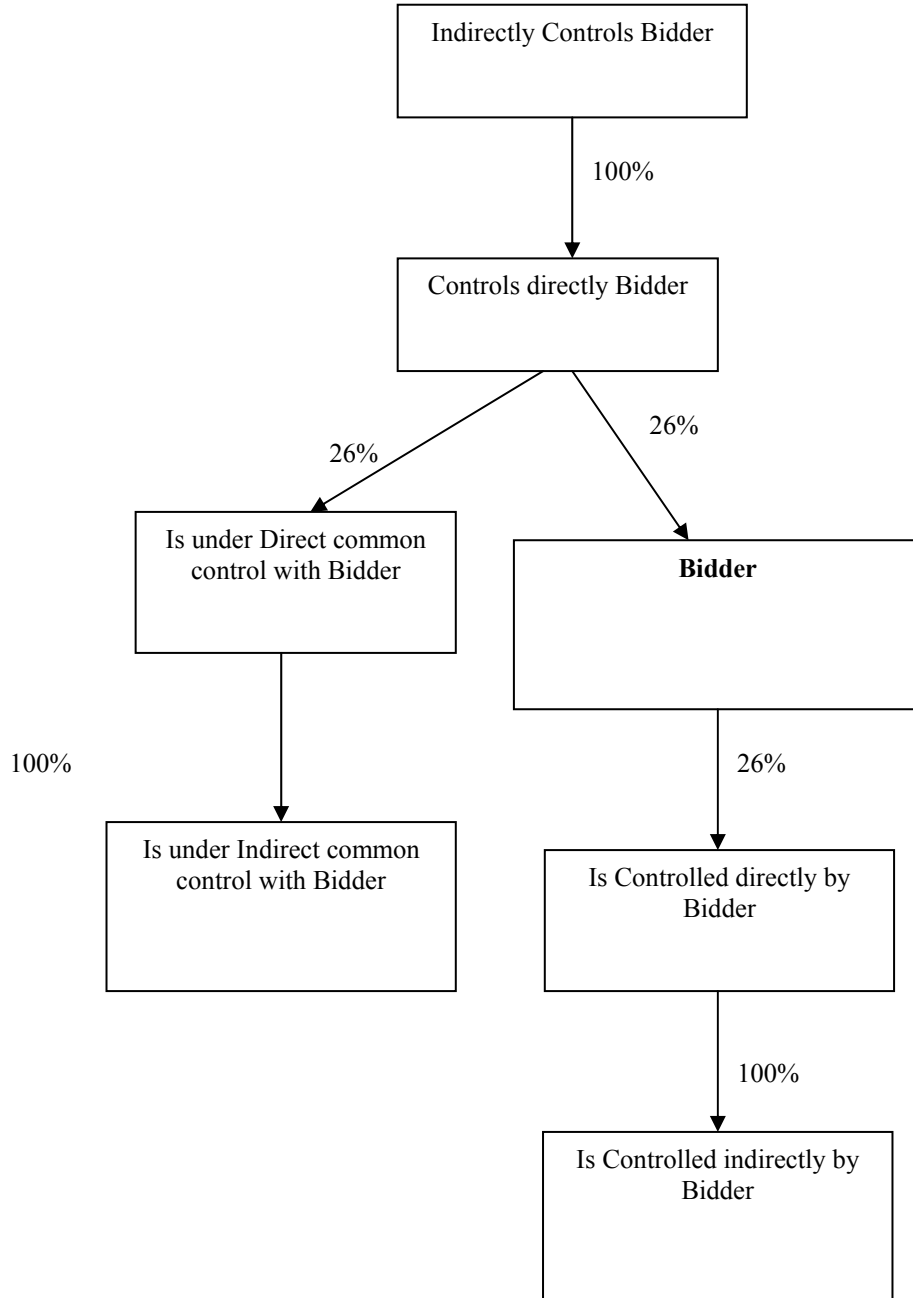 Indirectly Controls Bidder
100%
Controls directly Bidder
26%
26%
Is under Direct common
control with Bidder
Bidder
100%
26%
Is under Indirect common
control with Bidder
Is Controlled directly by
Bidder
100%
Is Controlled indirectly by
Bidder